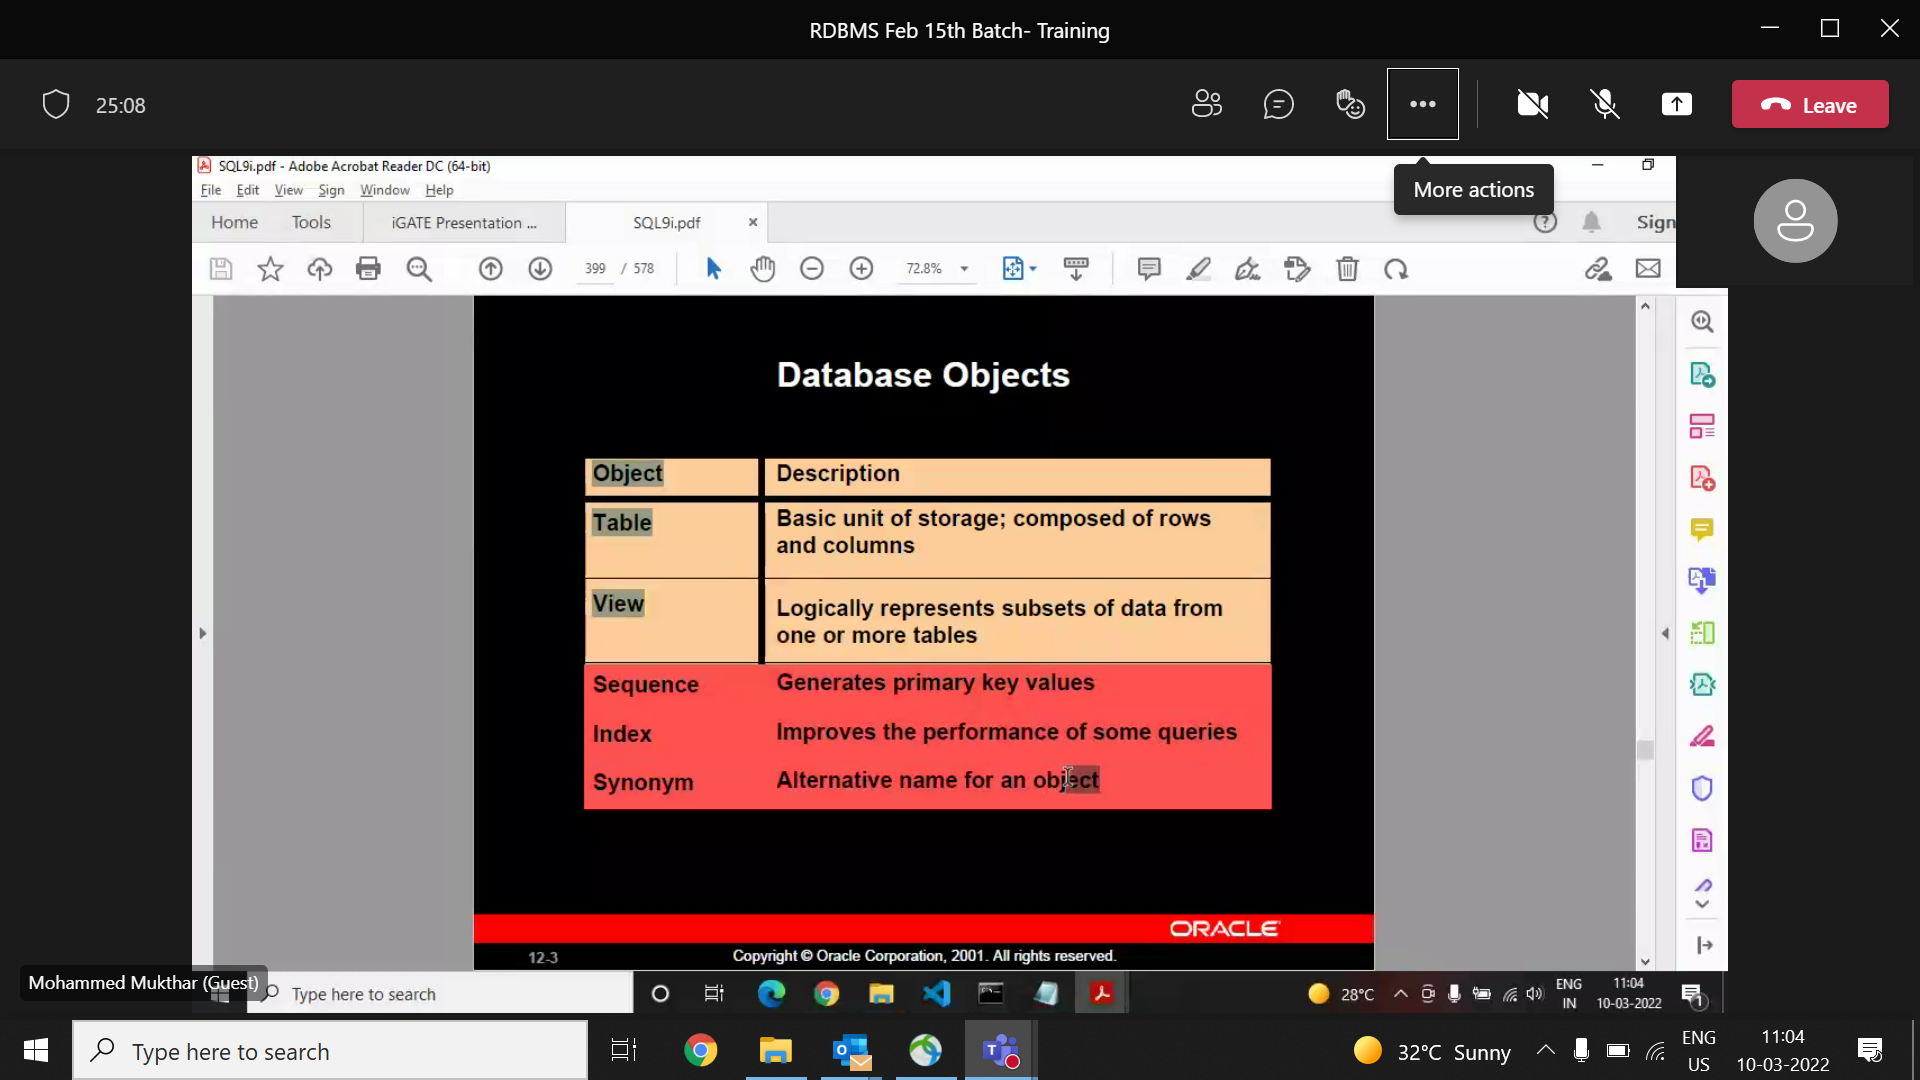 RDBMS Feb 15th Batch- Training
25:08
Leave
SQL9i.pdf - Adobe Acrobat Reader DC (64-bit)
File Edit View Sign Window Help
More actions
Home Tools iGATE Presentation ... SQL9i.pdf
Sign
399 / 578
72.8%
Database Objects
Object Description
Table Basic unit of storage; composed of rows
and columns
View Logically represents subsets of data from
one or more tables
Sequence Generates primary key values
Index Improves the performance of some queries
Synonym Alternative name for an object
ORACLE
12-3 Copyright © Oracle Corporation, 2001. All rights reserved.
Mohammed Mukthar (Guest)
Type here to search
28°C
ENG
IN
11:04
10-03-2022
1
Type here to search
32°C Sunny
ENG
US
11:04
10-03-2022